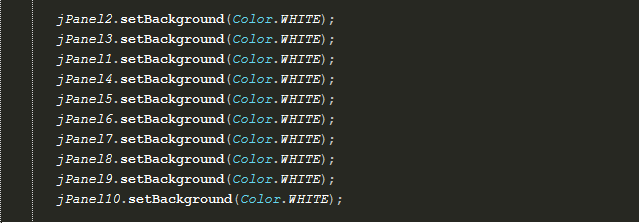 jPanel2.setBackground(Color.WHITE);
jPanel3.setBackground(Color.WHITE);
jPanel1.setBackground(Color.WHITE);
jPanel4.setBackground(Color.WHITE);
jPanel5.setBackground(Color.WHITE);
jPanel6.setBackground(Color.WHITE);
jPanel7.setBackground(Color.WHITE);
jPanel8.setBackground(Color.WHITE);
jPanel9.setBackground(Color.WHITE);
jPanel10.setBackground(Color.WHITE);